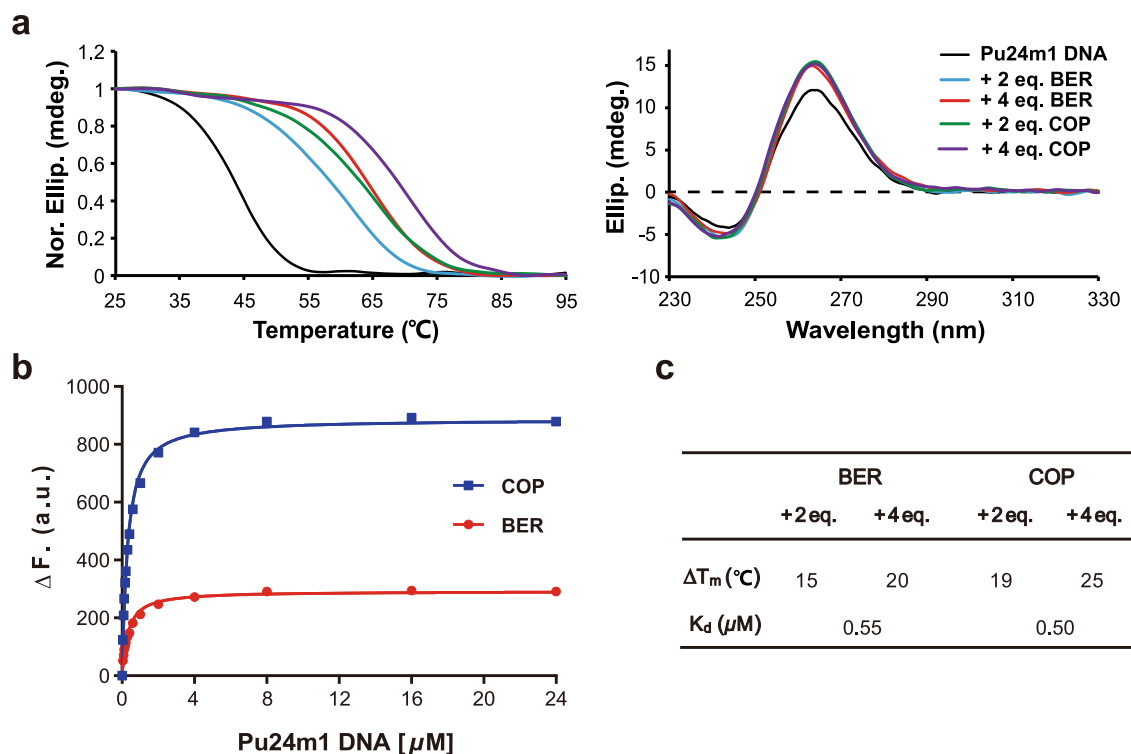 a
1.2
1
0.8
0.6
0.4
0.2
0
Nor. Ellip. (mdeg.)
25 35 45 55 65 75 85 95
Temperature (℃)
15
10
5
0
-5
-10
Ellip. (mdeg.)
230 250 270 290 310 330
Wavelength (nm)
Pu24m1 DNA
+ 2 eq. BER
+ 4 eq. BER
+ 2 eq. COP
+ 4 eq. COP
b
1000
800
600
400
200
0
Δ F. (a.u.)
0 4 8 12 16 20 24
Pu24m1 DNA [μM]
COP
BER
c
BER COP
+2 eq. +4 eq. +2 eq. +4 eq.
ΔTm (℃) 15 20 19 25
Kd (μM) 0.55 0.50